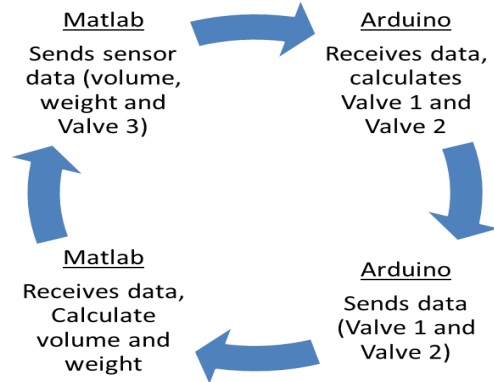 Matlab
Sends sensor
data (volume,
weight and
Valve 3)
Arduino
Receives data,
calculates
Valve 1 and
Valve 2
Arduino
Sends data
(Valve 1 and
Valve 2)
Matlab
Receives data,
Calculate
volume and
weight